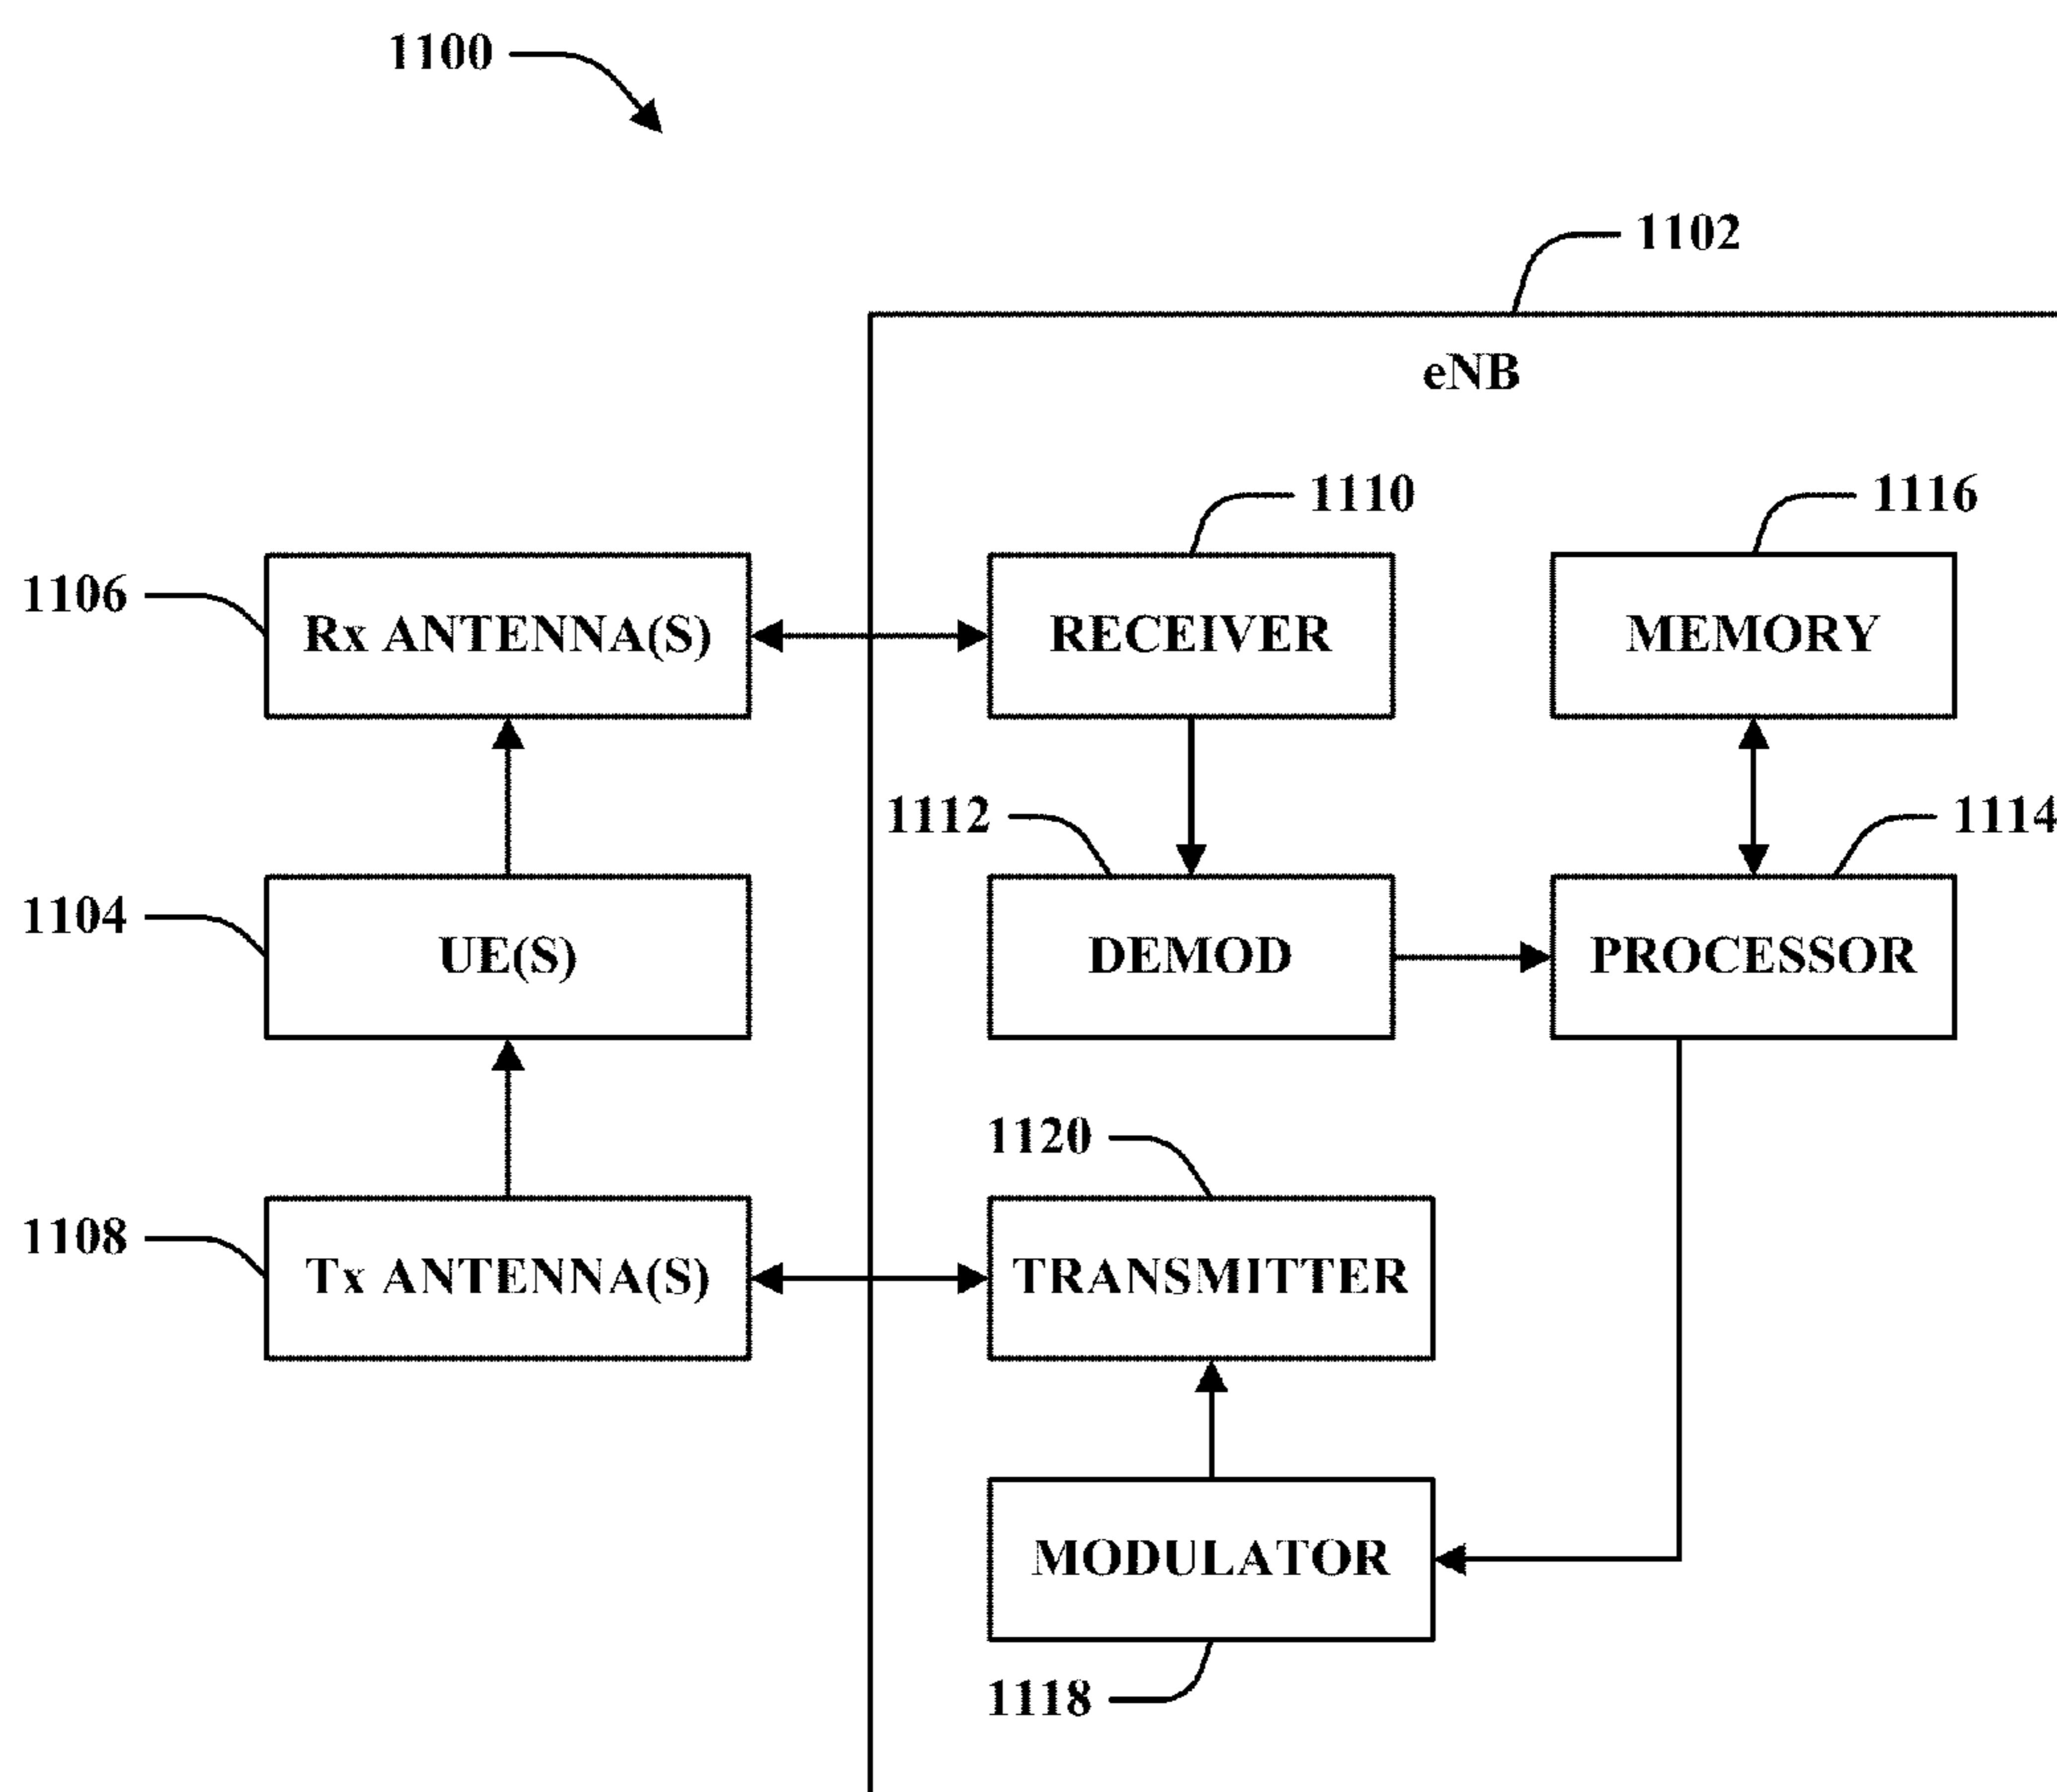 1100
1102
eNB
1110
1116
1106
Rx ANTENNA(S)
RECEIVER
MEMORY
1112
1114
1104
UE(S)
DEMOD
PROCESSOR
1120
1108
Tx ANTENNA(S)
TRANSMITTER
MODULATOR
1118